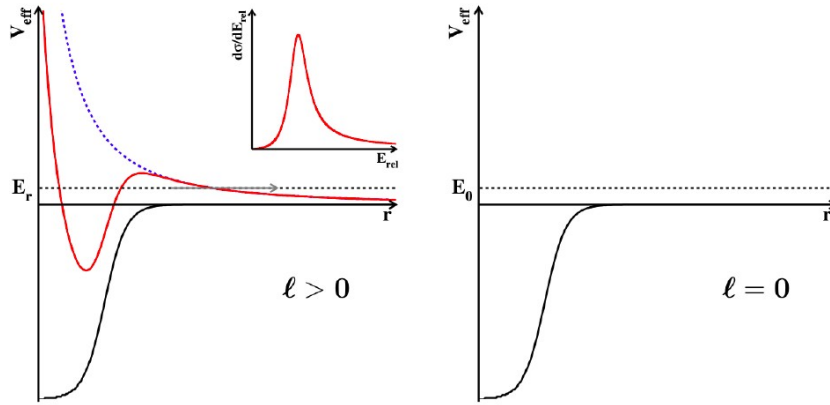 V_eff
E_r
r
ℓ > 0
dσ/dE_rel
E_rel
V_eff
E_0
r
ℓ = 0